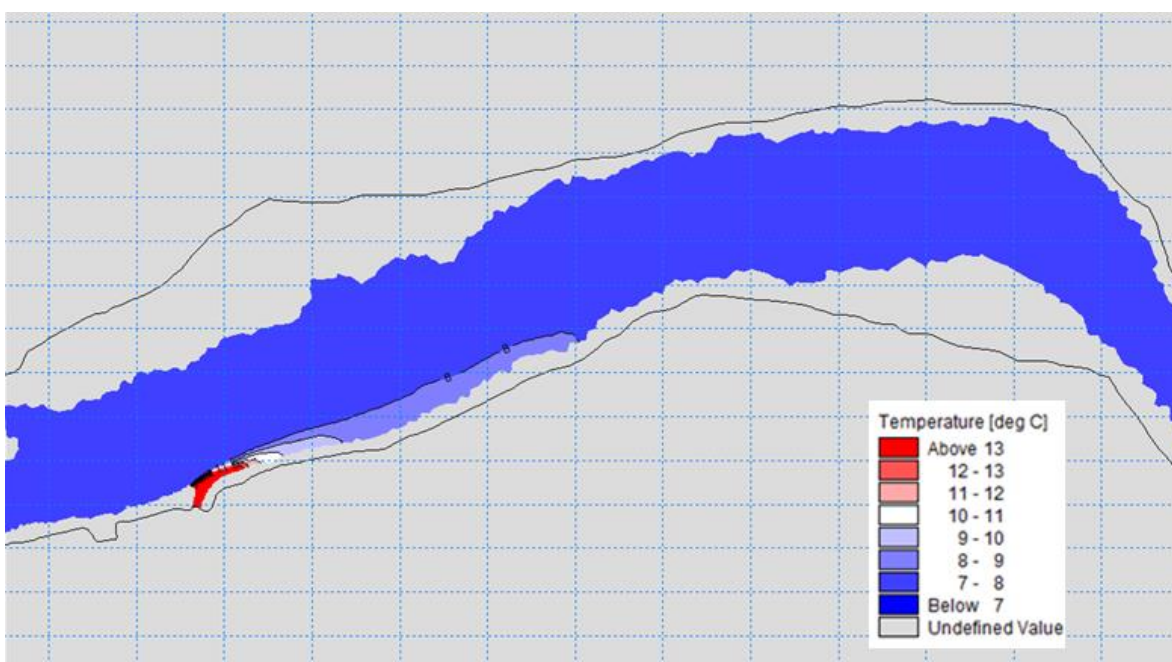 Temperature [deg C]
Above 13
12 - 13
11 - 12
10 - 11
9 - 10
8 - 9
7 - 8
Below 7
Undefined Value